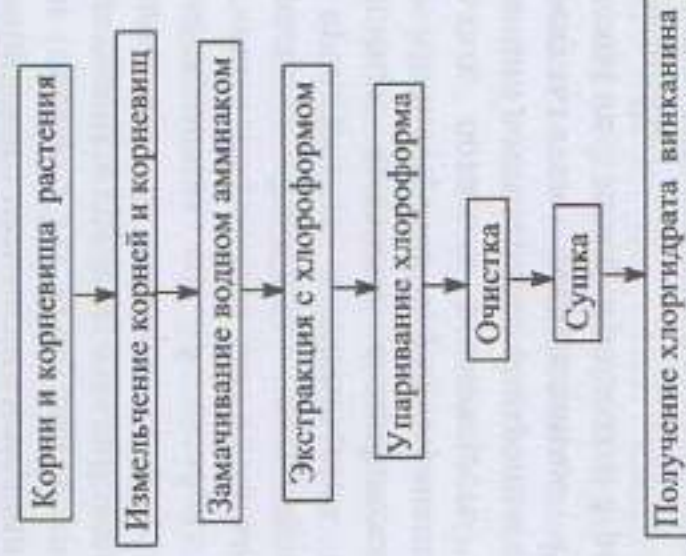 Корни и корневища растения
Измельчение корней и корневищ
Замачивание водном аммиаком
Экстракция с хлороформом
Упаривание хлороформа
Очистка
Сушка
Получение хлоргидрата винканина